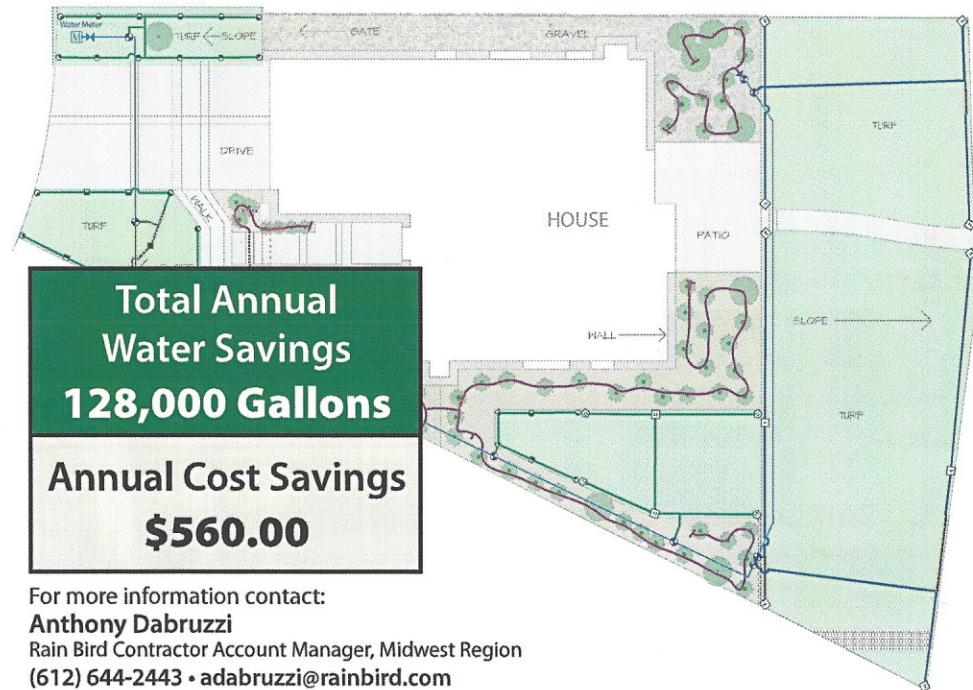 Water Meter
M
TURF SLOPE
GATE
GRAVEL
TURF
DRIVE
WALK
TURF
HOUSE
PATIO
WALL
SLOPE
TURF
Total Annual
Water Savings
128,000 Gallons
Annual Cost Savings
$560.00
For more information contact:
Anthony Dabruzzi
Rain Bird Contractor Account Manager, Midwest Region
(612) 644-2443 • adabruzzi@rainbird.com